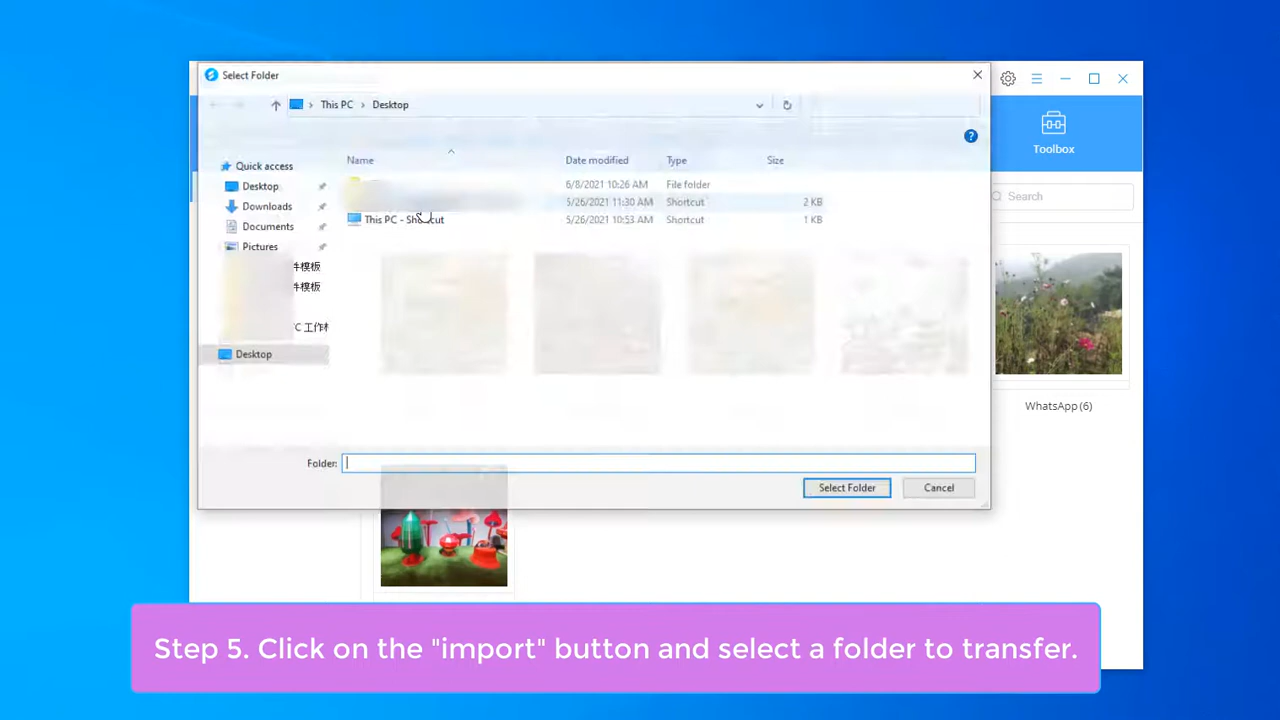 Select Folder
This PC > Desktop
Toolbox
Name
Date modified
Type
Size
Search
Quick access
Desktop
Downloads
Documents
Pictures
件模板
件模板
C 工作
Desktop
6/8/2021 10:26 AM File folder
5/26/2021 11:30 AM Shortcut 2 KB
This PC - Shortcut 5/26/2021 10:53 AM Shortcut 1 KB
WhatsApp (6)
Folder:
Select Folder
Cancel
Step 5. Click on the "import" button and select a folder to transfer.